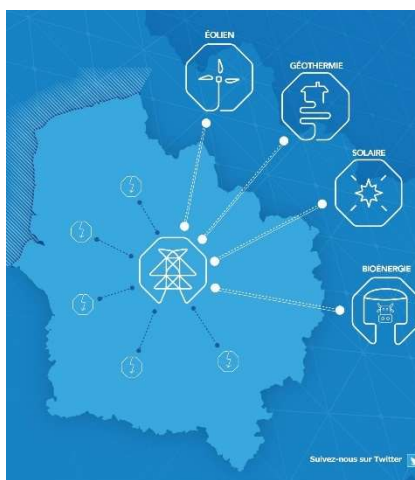 ÉOLIEN
GÉOTHERMIE
SOLAIRE
BIOÉNERGIE
Suivez-nous sur Twitter